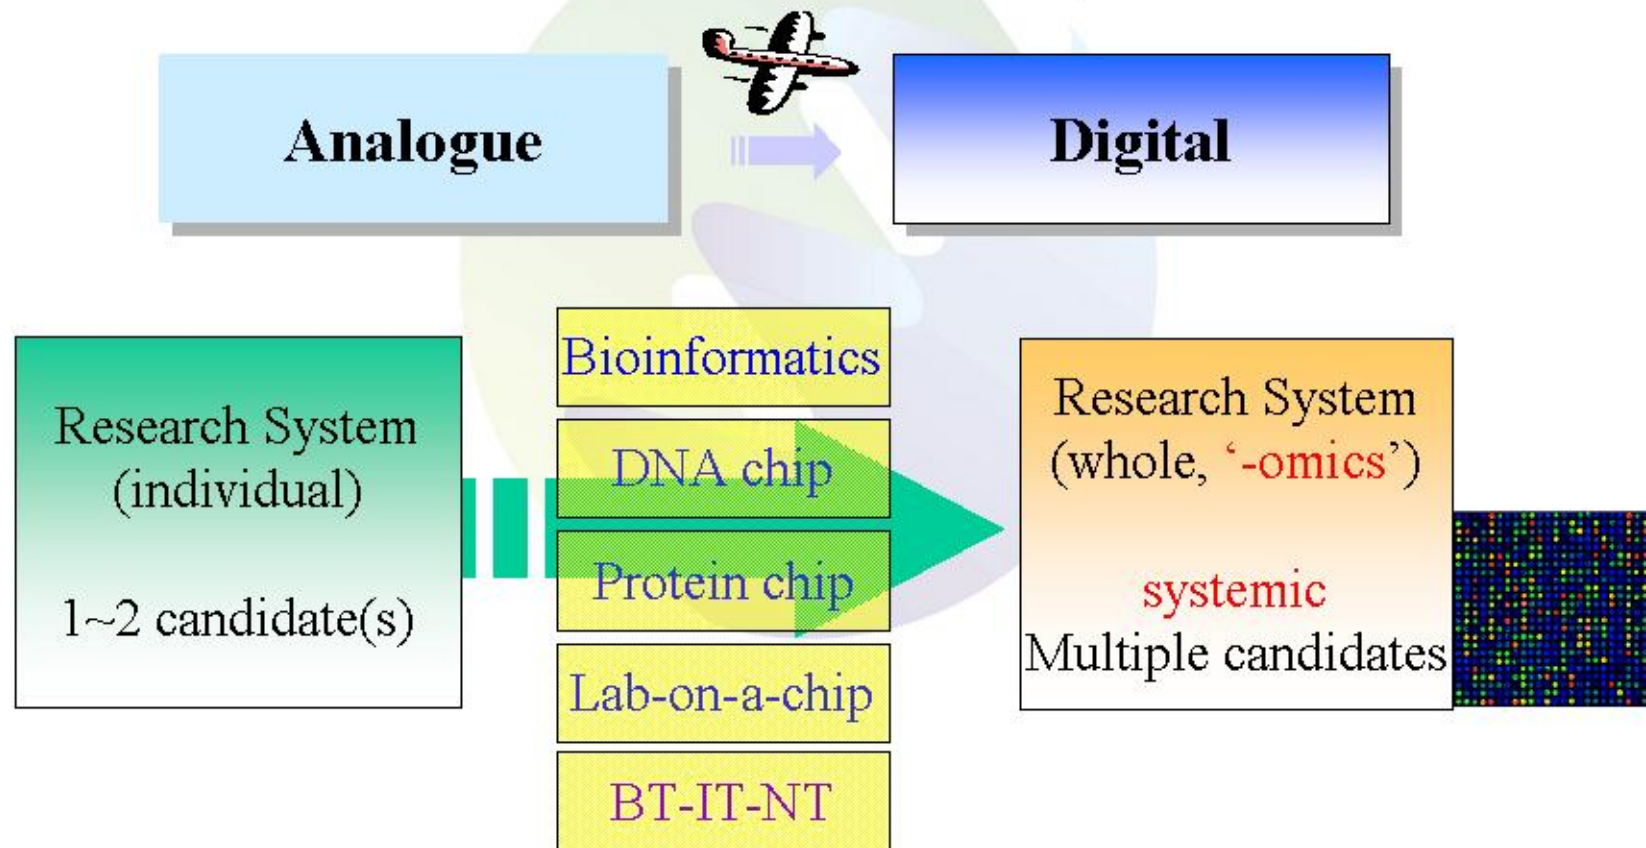 Analogue
Digital
Research System
(individual)
1~2 candidate(s)
Bioinformatics
DNA chip
Protein chip
Lab-on-a-chip
BT-IT-NT
Research System
(whole, ‘-omics’)
systemic
Multiple candidates